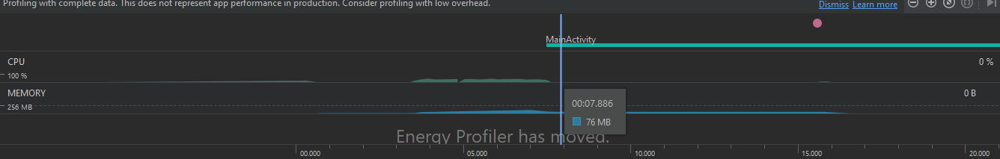 Profiling with complete data. This does not represent app performance in production. Consider profiling with low overhead.
Dismiss Learn more
MainActivity
CPU
0 %
100 %
MEMORY
0 B
256 MB
00:07.886
76 MB
Energy Profiler has moved.
00.000 05.000 10.000 15.000 20.000